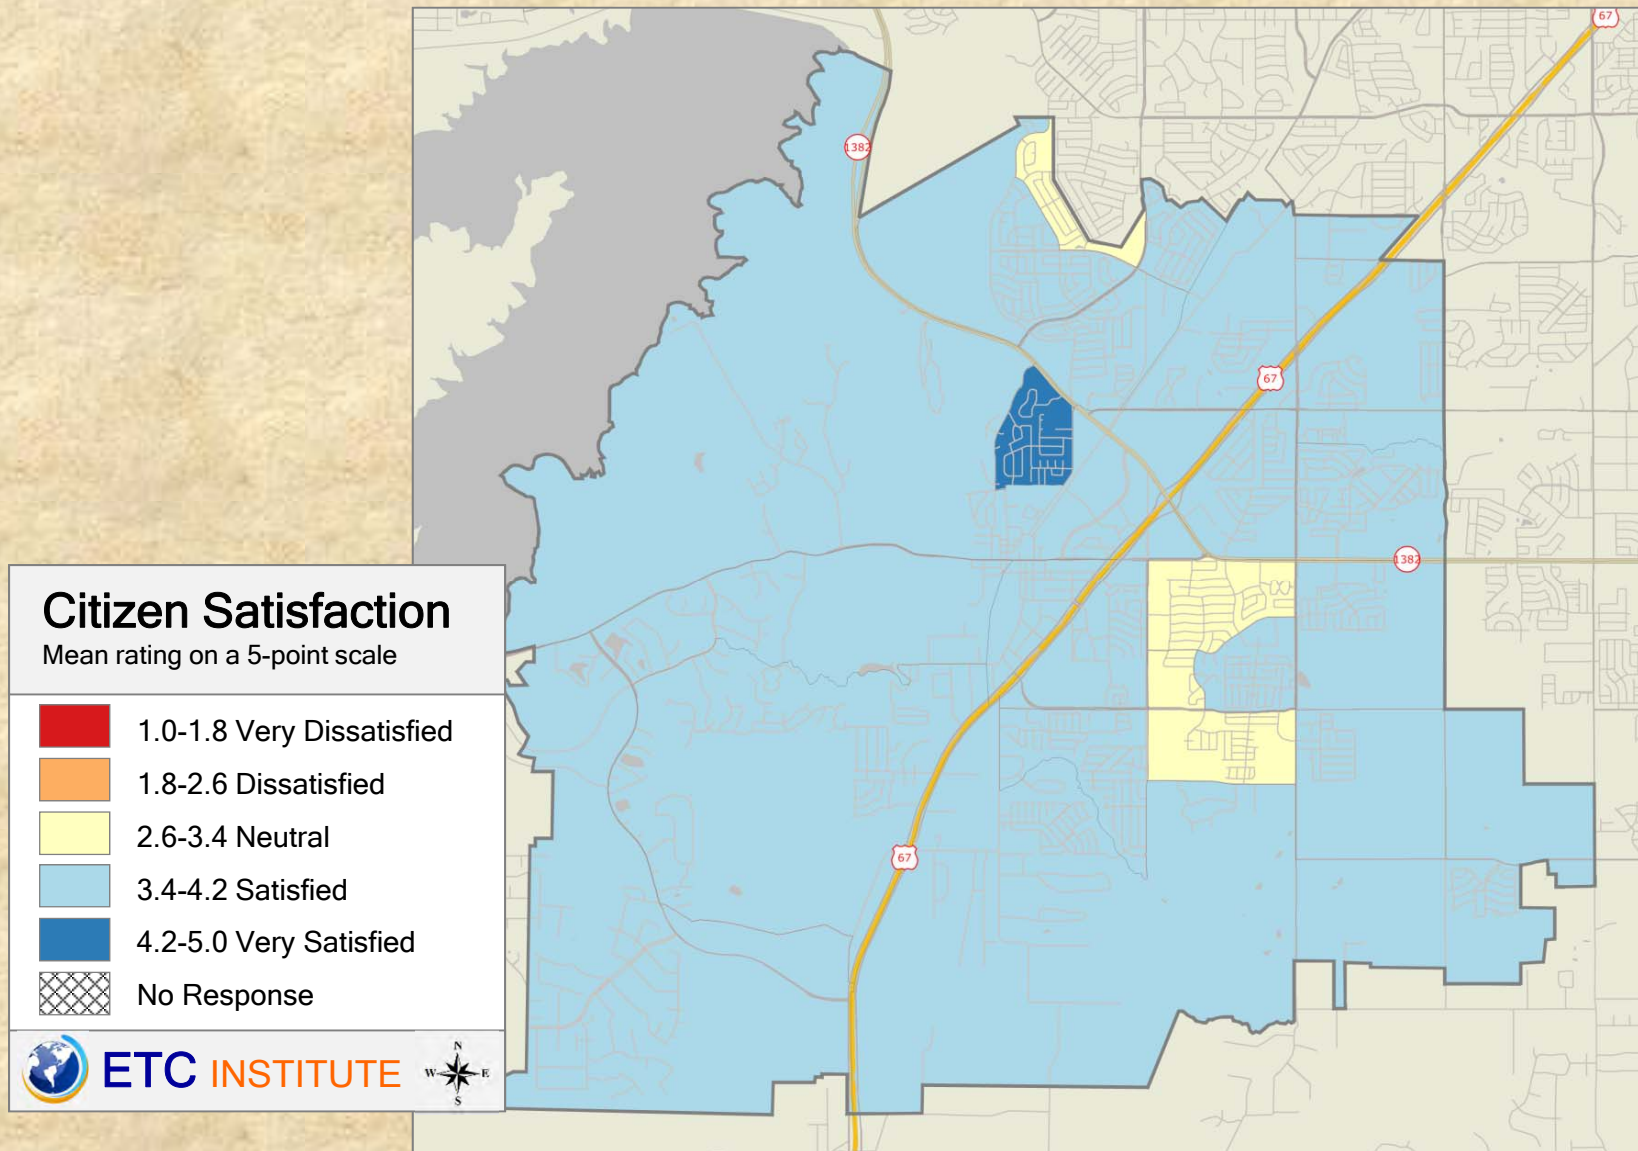 67
1382
67
1382
67
Citizen Satisfaction
Mean rating on a 5-point scale
1.0-1.8 Very Dissatisfied
1.8-2.6 Dissatisfied
2.6-3.4 Neutral
3.4-4.2 Satisfied
4.2-5.0 Very Satisfied
No Response
ETC INSTITUTE
N
W E
S